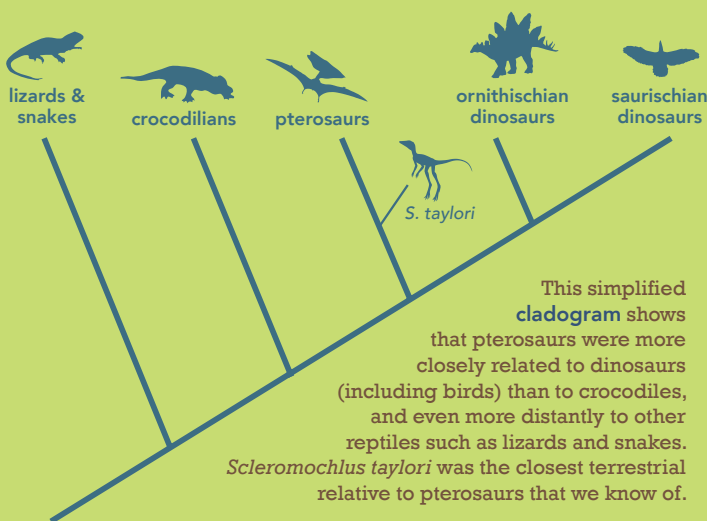 lizards &
snakes
crocodilians
pterosaurs
ornithischian
dinosaurs
saurischian
dinosaurs
S. taylori
This simplified
cladogram shows
that pterosaurs were more
closely related to dinosaurs
(including birds) than to crocodiles,
and even more distantly to other
reptiles such as lizards and snakes.
Scleromochlus taylori was the closest terrestrial
relative to pterosaurs that we know of.